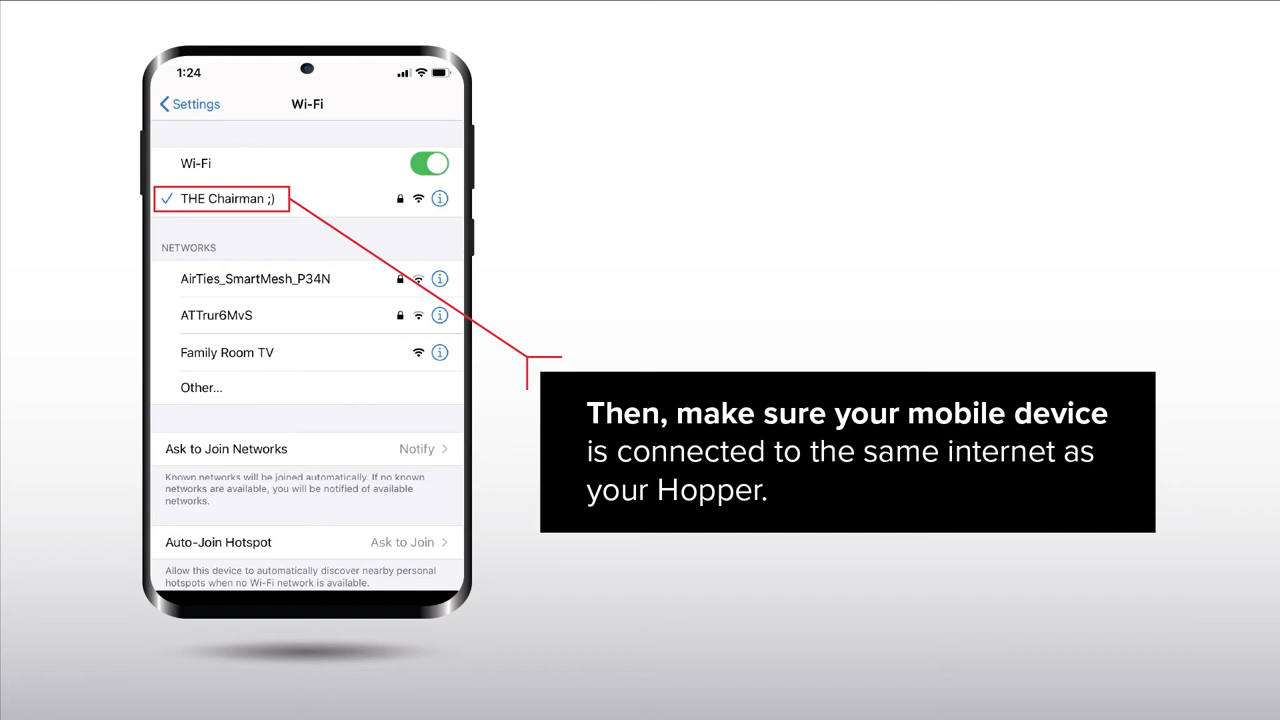 1:24
Settings
Wi-Fi
Wi-Fi
THE Chairman ;)
NETWORKS
AirTies_SmartMesh_P34N
ATTrur6MvS
Family Room TV
Other...
Ask to Join Networks Notify
Known networks will be joined automatically. If no known
networks are available, you will be notified of available
networks.
Auto-Join Hotspot Ask to Join
Allow this device to automatically discover nearby personal
hotspots when no Wi-Fi network is available.
Then, make sure your mobile device
is connected to the same internet as
your Hopper.